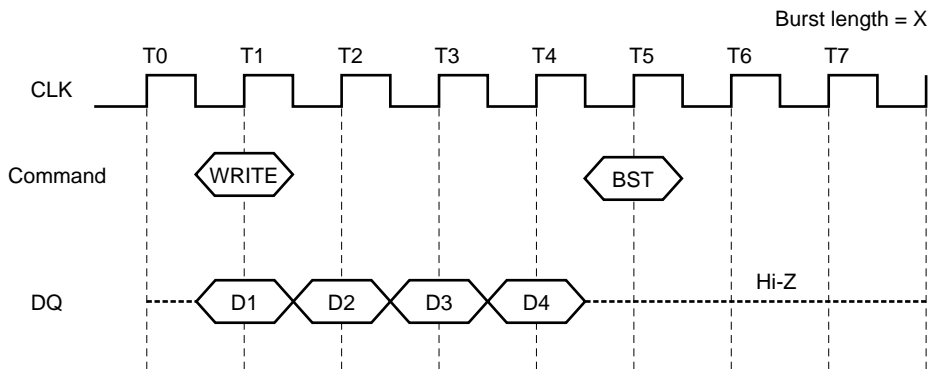 Burst length = X
T0 T1 T2 T3 T4 T5 T6 T7
CLK
Command WRITE BST
Hi-Z
DQ D1 D2 D3 D4